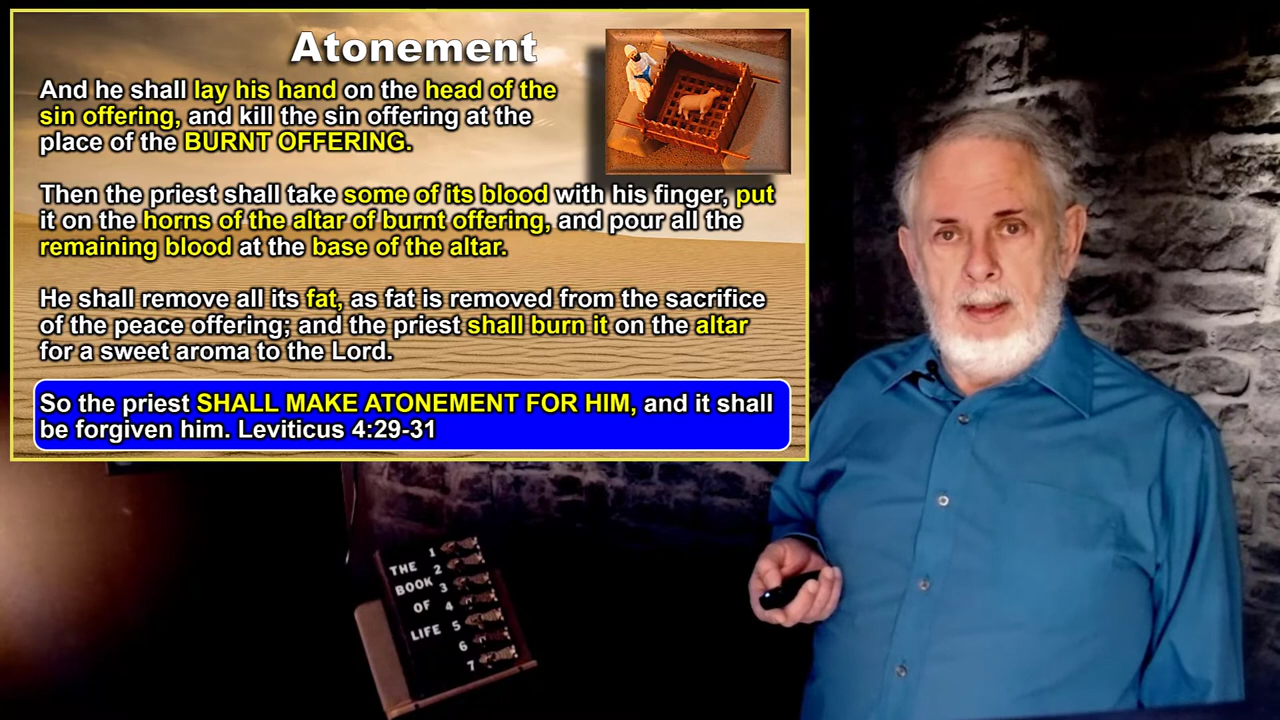 Atonement
And he shall lay his hand on the head of the
sin offering, and kill the sin offering at the
place of the BURNT OFFERING.
Then the priest shall take some of its blood with his finger, put
it on the horns of the altar of burnt offering, and pour all the
remaining blood at the base of the altar.
He shall remove all its fat, as fat is removed from the sacrifice
of the peace offering; and the priest shall burn it on the altar
for a sweet aroma to the Lord.
So the priest SHALL MAKE ATONEMENT FOR HIM, and it shall
be forgiven him. Leviticus 4:29-31
THE
BOOK
OF
LIFE
1
2
3
4
5
6
7